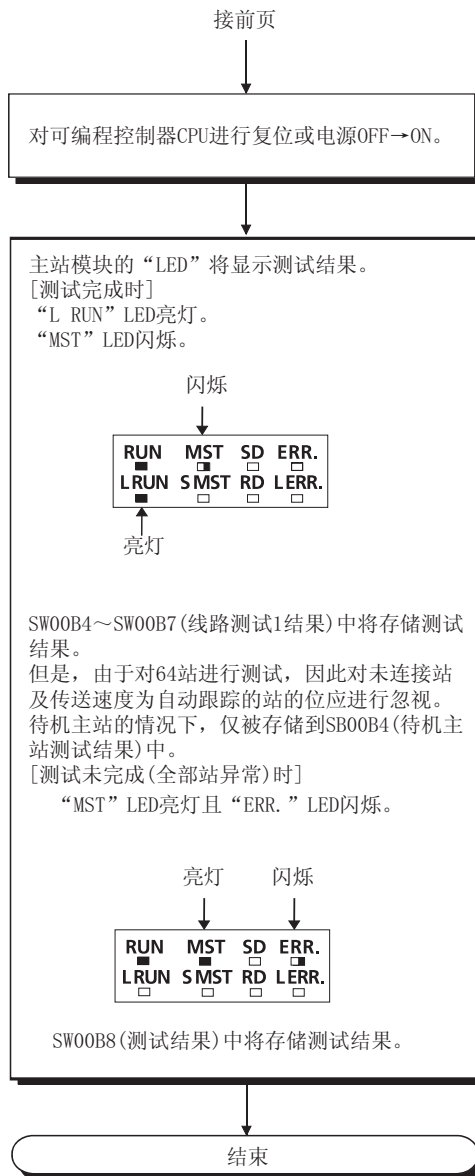 接前页
对可编程控制器CPU进行复位或电源OFF→ON。
主站模块的“LED”将显示测试结果。
[测试完成时]
“L RUN”LED亮灯。
“MST”LED闪烁。
闪烁
RUN MST SD ERR.
L RUN S MST RD L ERR.
亮灯
SW00B4～SW00B7(线路测试1结果)中将存储测试
结果。
但是，由于对64站进行测试，因此对未连接站
及传送速度为自动跟踪的站的位应进行忽视。
待机主站的情况下，仅被存储到SB00B4(待机主
站测试结果)中。
[测试未完成(全部站异常)时]
“MST”LED亮灯且“ERR.”LED闪烁。
亮灯 闪烁
RUN MST SD ERR.
L RUN S MST RD L ERR.
SW00B8(测试结果)中将存储测试结果。
结束